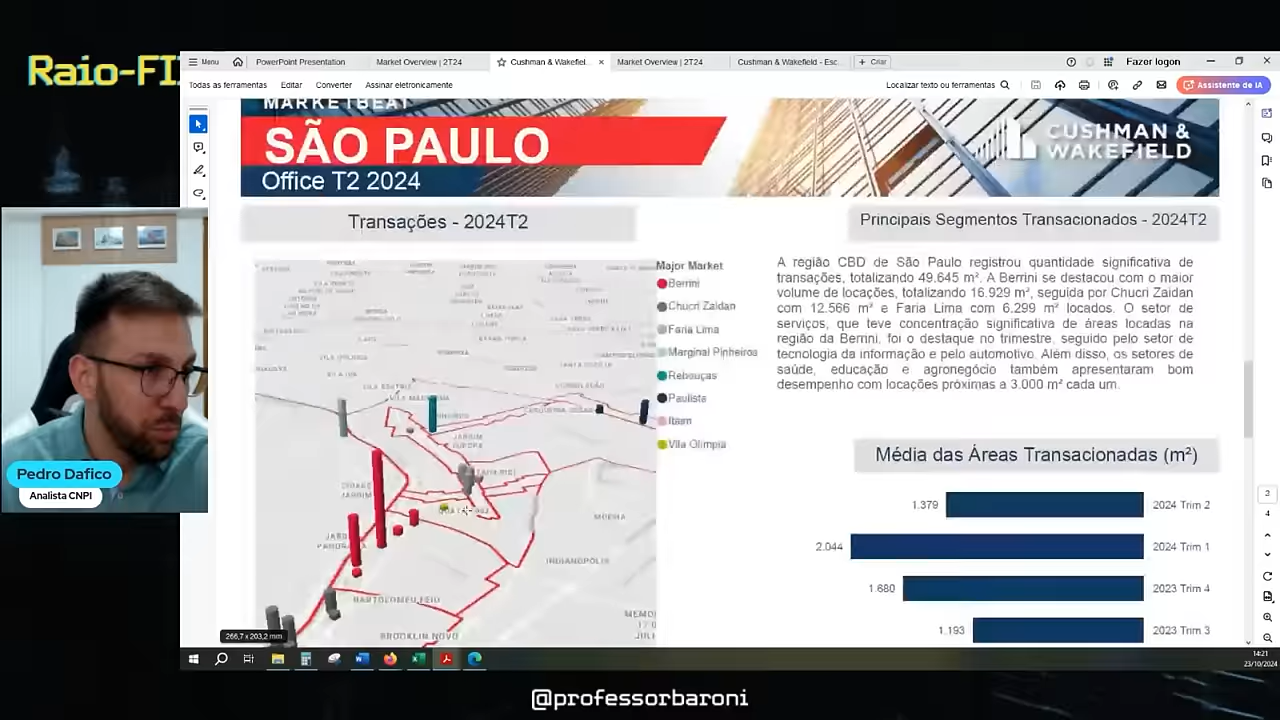 Raio-FI
Menu
PowerPoint Presentation
Market Overview | 2T24
Cushman & Wakefiel...
Market Overview | 2T24
Cushman & Wakefield - Esc...
+ Criar
Fazer logon
Todas as ferramentas
Editar
Converter
Assinar eletronicamente
Localizar texto ou ferramentas
Assistente de IA
MARKETBEAT
SÃO PAULO
Office T2 2024
CUSHMAN &
WAKEFIELD
Transações - 2024T2
Major Market
Berrini
Chucri Zaidan
Faria Lima
Marginal Pinheiros
Rebouças
Paulista
Itaim
Vila Olímpia
JARDIM
EUROPA
CIDADE
JARDIM
MOEMA
INDIANÓPOLIS
BROOKLIN NOVO
266,7 x 203,2 mm
Principais Segmentos Transacionados - 2024T2
A região CBD de São Paulo registrou quantidade significativa de
transações, totalizando 49.645 m². A Berrini se destacou com o maior
volume de locações, totalizando 16.929 m², seguida por Chucri Zaidan
com 12.566 m² e Faria Lima com 6.299 m² locados. O setor de
serviços, que teve concentração significativa de áreas locadas na
região da Berrini, foi o destaque no trimestre, seguido pelo setor de
tecnologia da informação e pelo automotivo. Além disso, os setores de
saúde, educação e agronegócio também apresentaram bom
desempenho com locações próximas a 3.000 m² cada um.
Média das Áreas Transacionadas (m²)
1.379 2024 Trim 2
2.044 2024 Trim 1
1.680 2023 Trim 4
1.193 2023 Trim 3
2
4
Pedro Dafico
Analista CNPI
14:21
23/10/2024
@professorbaroni